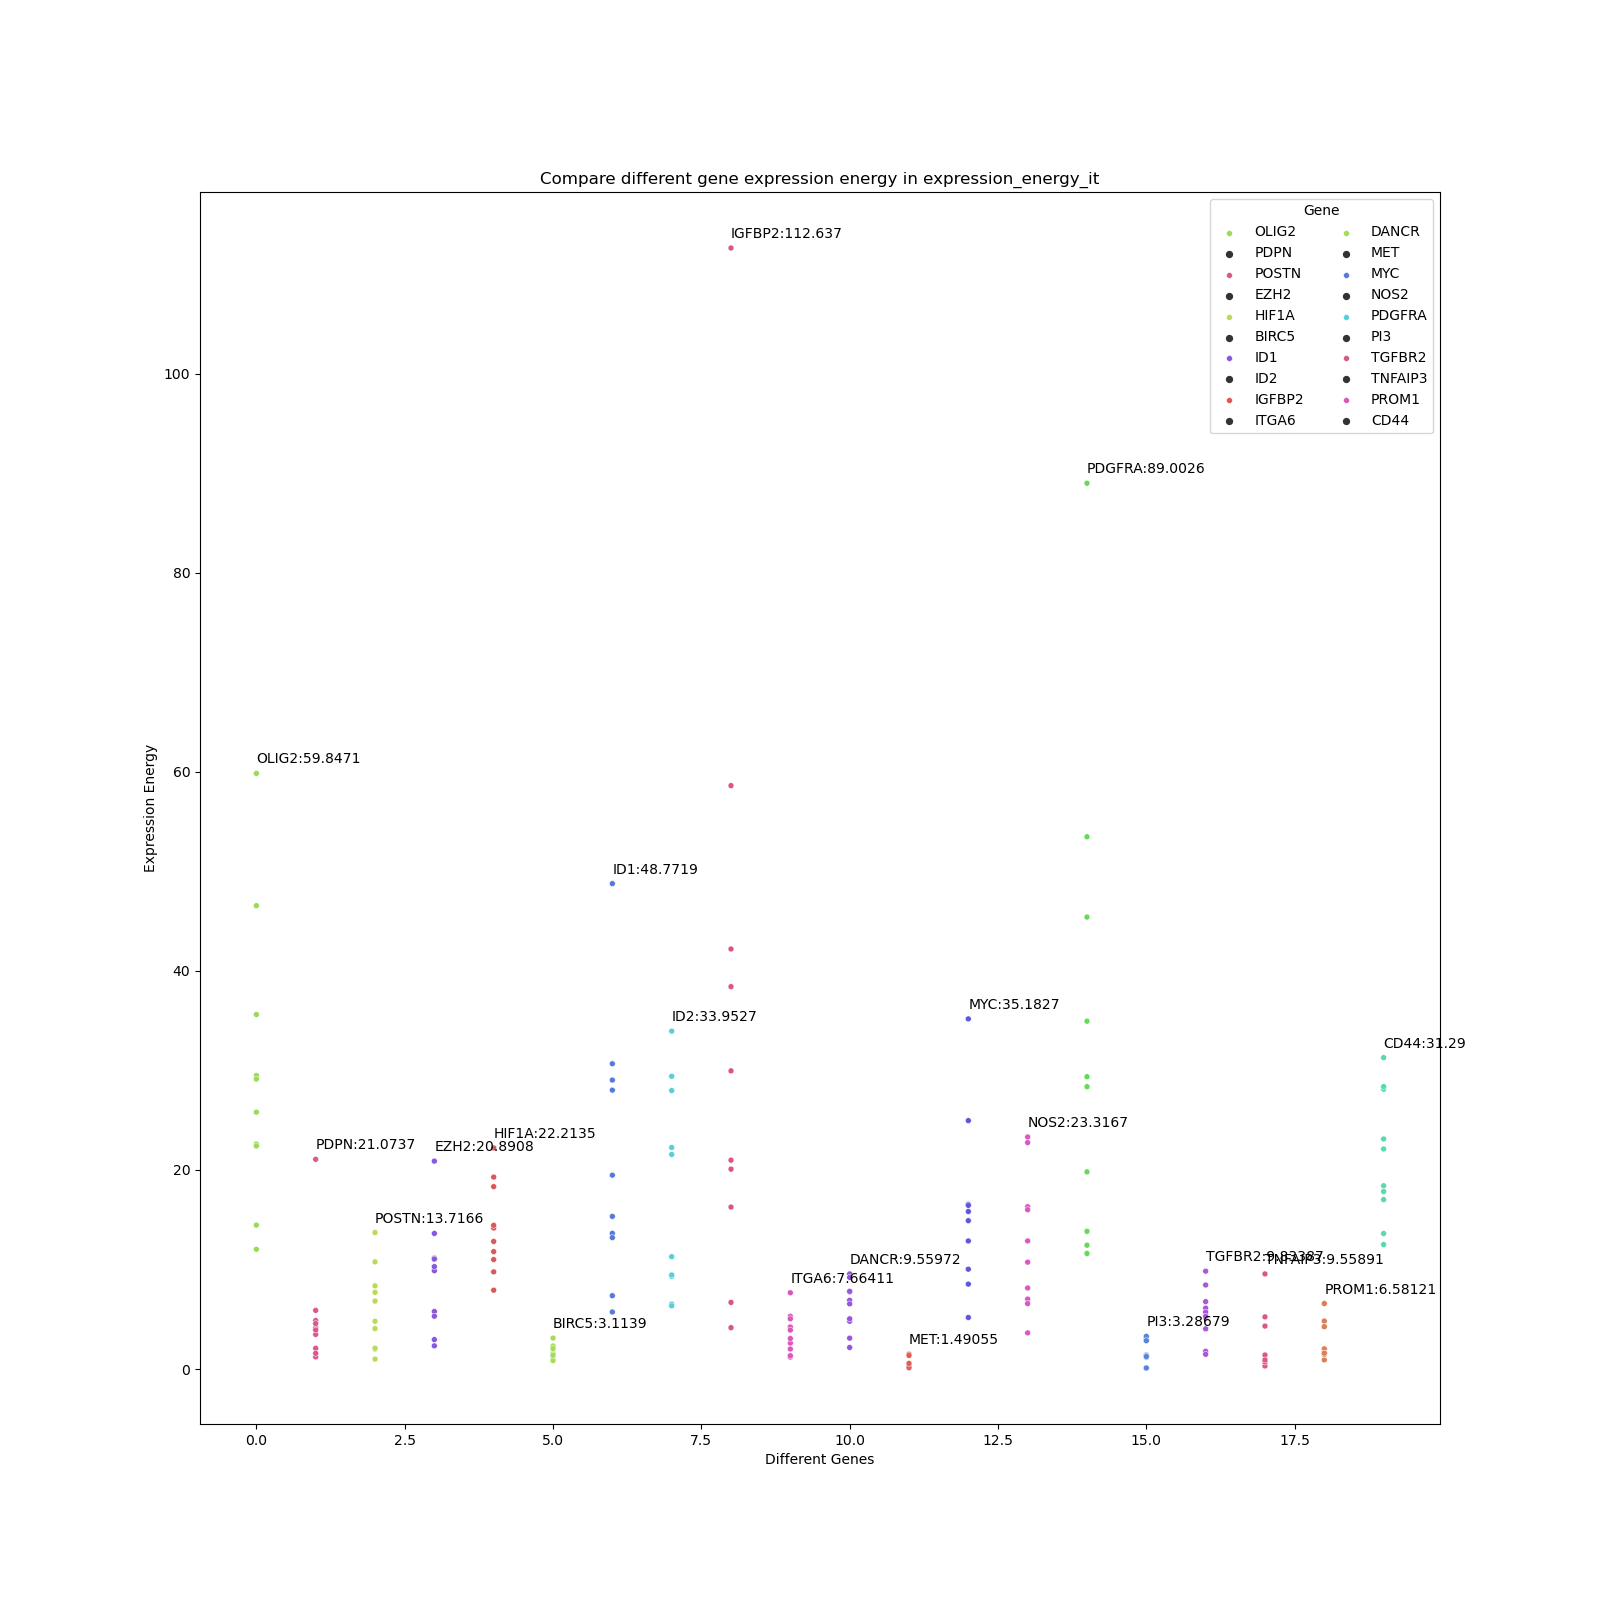 Compare different gene expression energy in expression_energy_it
Gene
OLIG2
PDPN
POSTN
EZH2
HIF1A
BIRC5
ID1
ID2
IGFBP2
ITGA6
DANCR
MET
MYC
NOS2
PDGFRA
PI3
TGFBR2
TNFAIP3
PROM1
CD44
IGFBP2:112.637
PDGFRA:89.0026
OLIG2:59.8471
ID1:48.7719
MYC:35.1827
ID2:33.9527
CD44:31.29
NOS2:23.3167
HIF1A:22.2135
PDPN:21.0737
EZH2:20.8908
POSTN:13.7166
TGFBR2:9.83387
DANCR:9.55972
TNFAIP3:9.55891
ITGA6:7.66411
PROM1:6.58121
BIRC5:3.1139
PI3:3.28679
MET:1.49055
Expression Energy
100
80
60
40
20
0
0.0
2.5
5.0
7.5
10.0
12.5
15.0
17.5
Different Genes